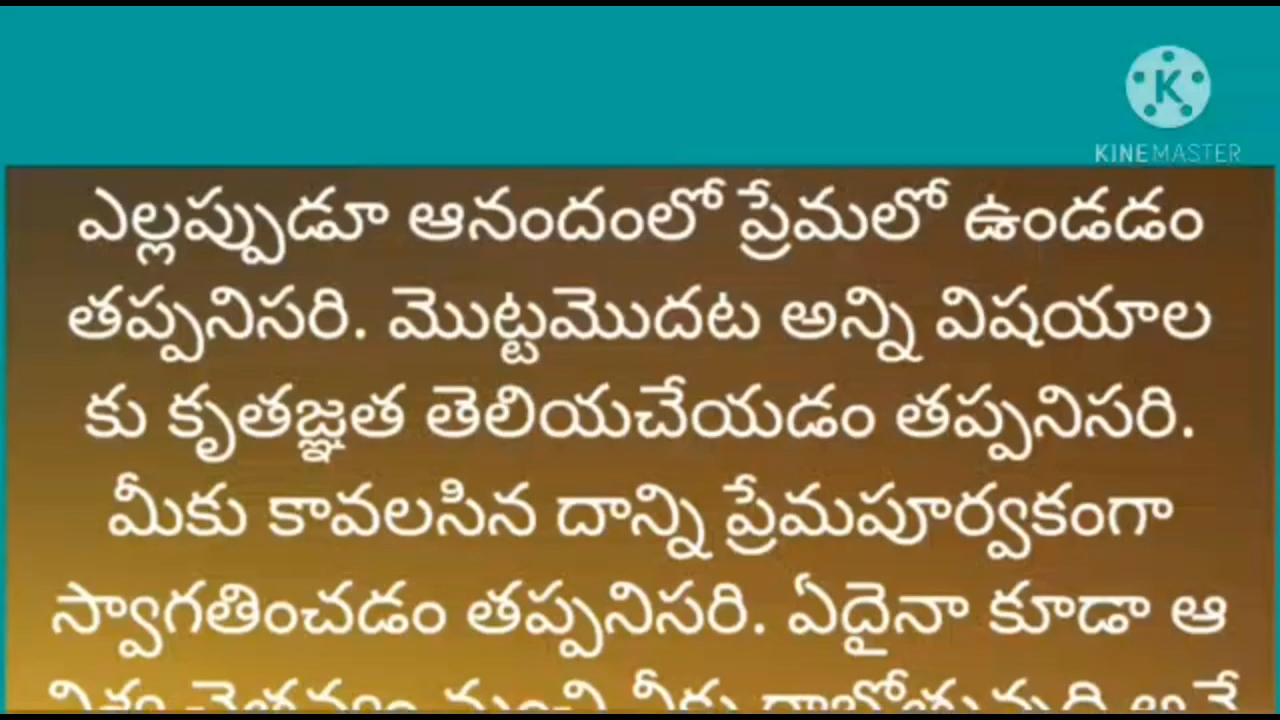 KINEMASTER
ఎల్లప్పుడూ ఆనందంలో ప్రేమలో ఉండడం
తప్పనిసరి. మొట్టమొదట అన్ని విషయాల
కు కృతజ్ఞత తెలియచేయడం తప్పనిసరి.
మీకు కావలసిన దాన్ని ప్రేమపూర్వకంగా
స్వాగతించడం తప్పనిసరి. ఏదైనా కూడా ఆ